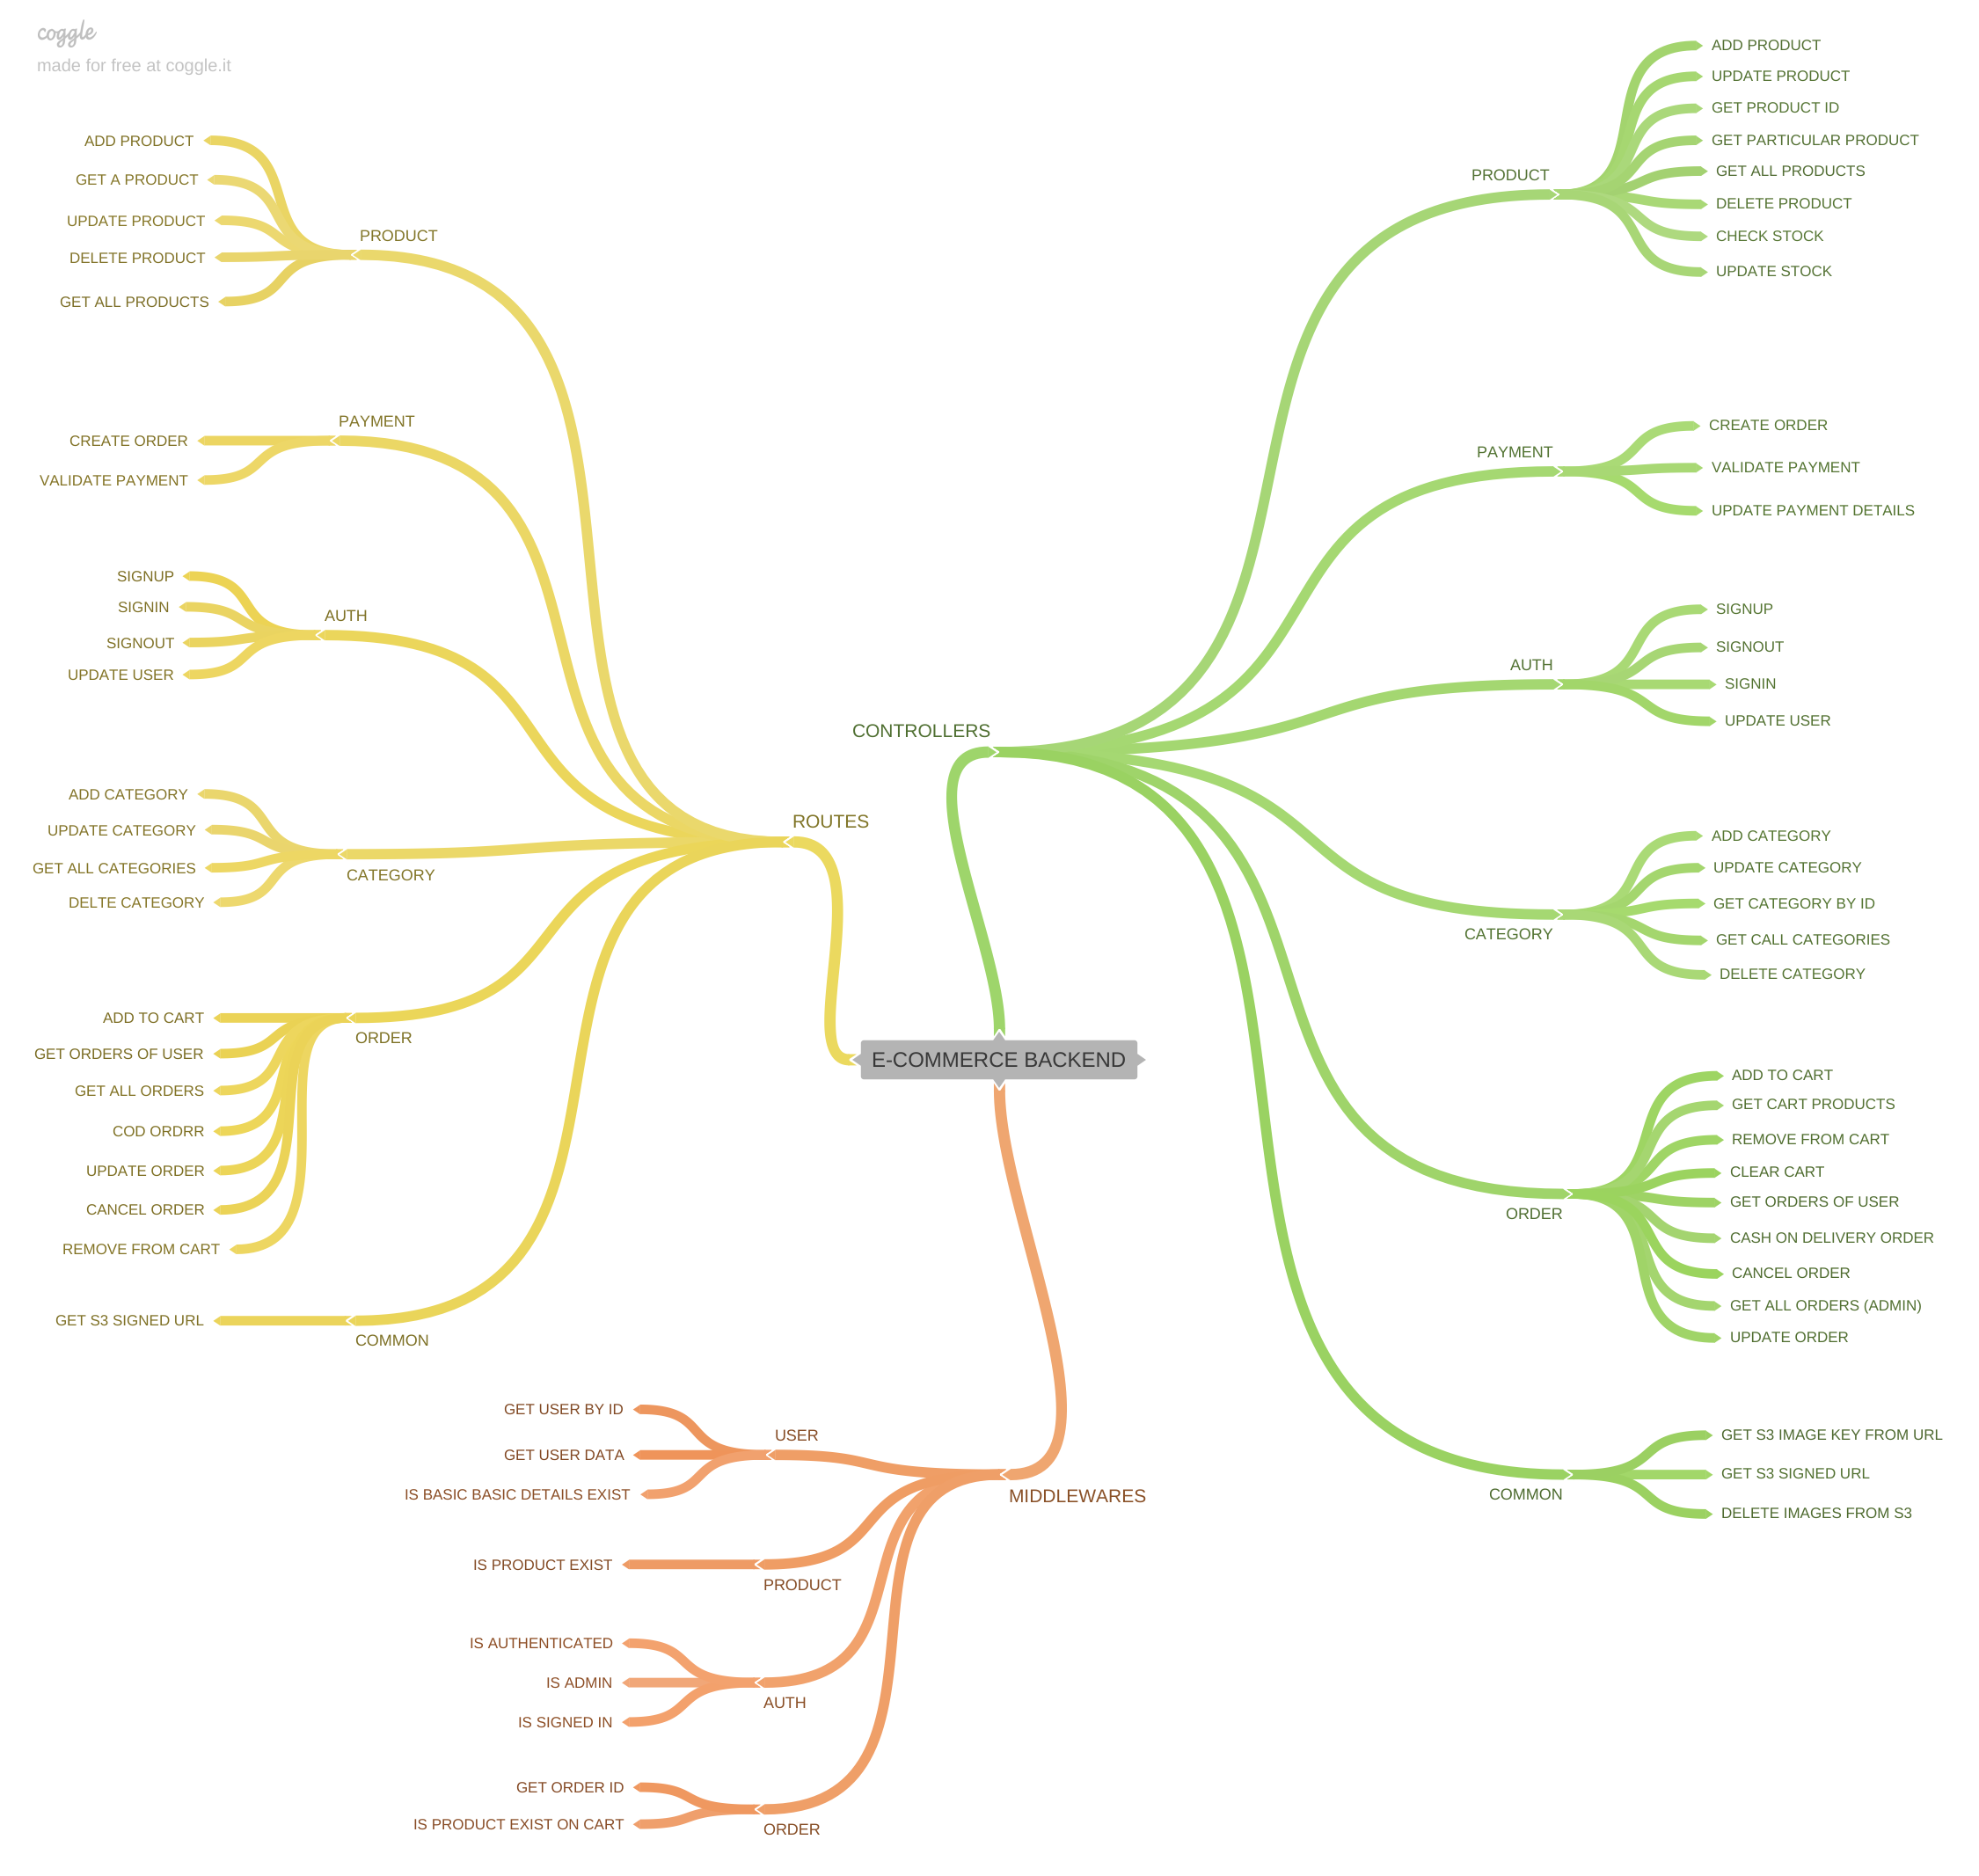 coggle
made for free at coggle.it
E-COMMERCE BACKEND
ROUTES
PRODUCT
ADD PRODUCT
GET A PRODUCT
UPDATE PRODUCT
DELETE PRODUCT
GET ALL PRODUCTS
PAYMENT
CREATE ORDER
VALIDATE PAYMENT
AUTH
SIGNUP
SIGNIN
SIGNOUT
UPDATE USER
CATEGORY
ADD CATEGORY
UPDATE CATEGORY
GET ALL CATEGORIES
DELTE CATEGORY
ORDER
ADD TO CART
GET ORDERS OF USER
GET ALL ORDERS
COD ORDRR
UPDATE ORDER
CANCEL ORDER
REMOVE FROM CART
COMMON
GET S3 SIGNED URL
CONTROLLERS
PRODUCT
ADD PRODUCT
UPDATE PRODUCT
GET PRODUCT ID
GET PARTICULAR PRODUCT
GET ALL PRODUCTS
DELETE PRODUCT
CHECK STOCK
UPDATE STOCK
PAYMENT
CREATE ORDER
VALIDATE PAYMENT
UPDATE PAYMENT DETAILS
AUTH
SIGNUP
SIGNOUT
SIGNIN
UPDATE USER
CATEGORY
ADD CATEGORY
UPDATE CATEGORY
GET CATEGORY BY ID
GET CALL CATEGORIES
DELETE CATEGORY
ORDER
ADD TO CART
GET CART PRODUCTS
REMOVE FROM CART
CLEAR CART
GET ORDERS OF USER
CASH ON DELIVERY ORDER
CANCEL ORDER
GET ALL ORDERS (ADMIN)
UPDATE ORDER
COMMON
GET S3 IMAGE KEY FROM URL
GET S3 SIGNED URL
DELETE IMAGES FROM S3
MIDDLEWARES
USER
GET USER BY ID
GET USER DATA
IS BASIC BASIC DETAILS EXIST
PRODUCT
IS PRODUCT EXIST
AUTH
IS AUTHENTICATED
IS ADMIN
IS SIGNED IN
ORDER
GET ORDER ID
IS PRODUCT EXIST ON CART